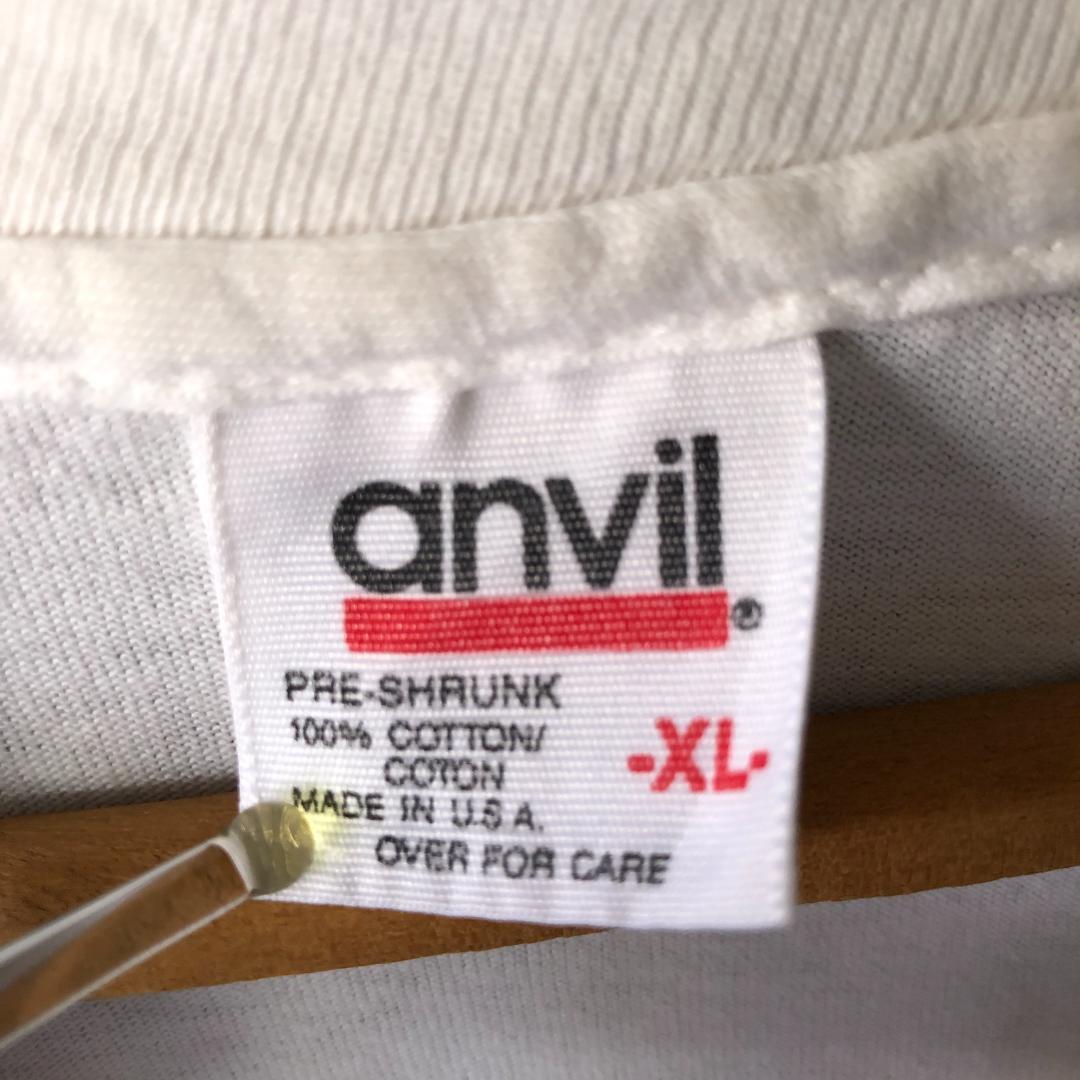 anvil®
PRE-SHRUNK
100% COTTON/
COTON
-XL-
MADE IN U.S.A.
OVER FOR CARE